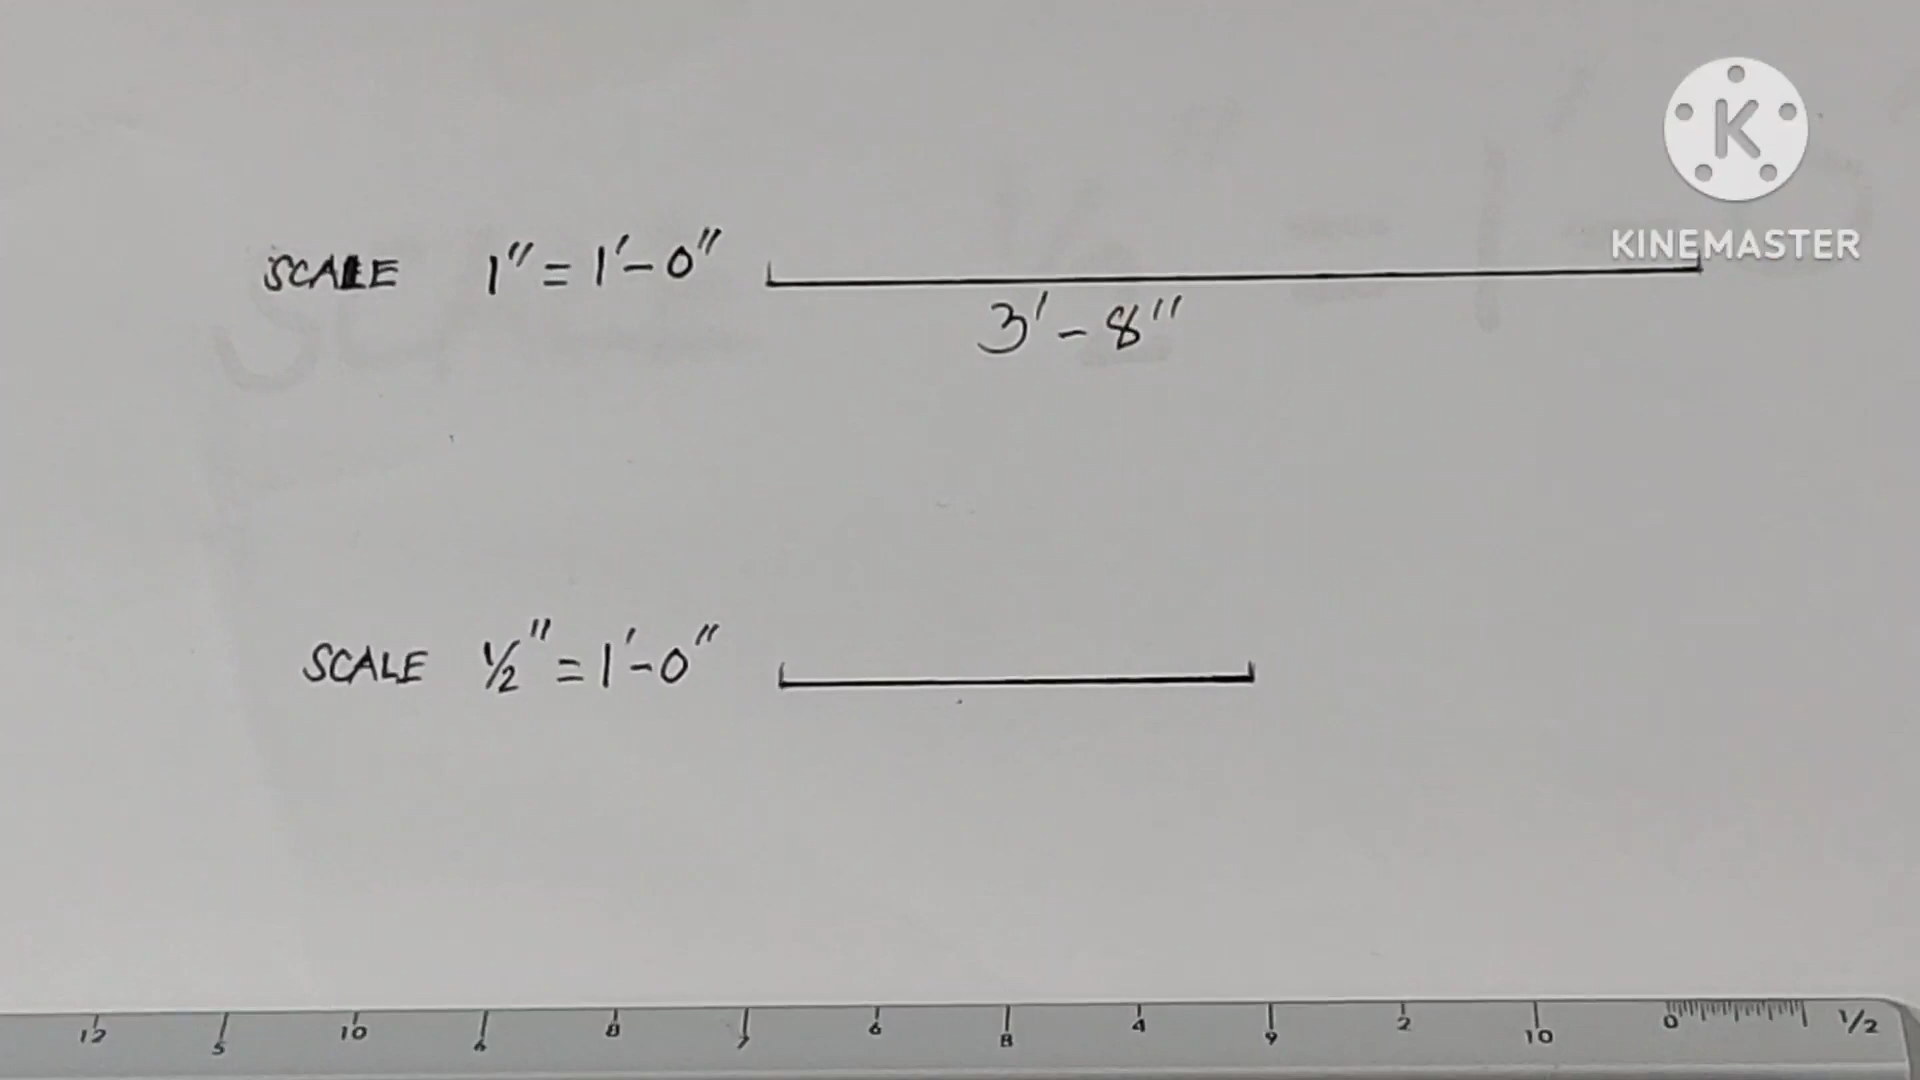 K
KINEMASTER
SCALE 1" = 1'-0"
3'-8"
SCALE 1/2" = 1'-0"
12 5 10 8 7 6 8 4 9 2 10 0 1/2